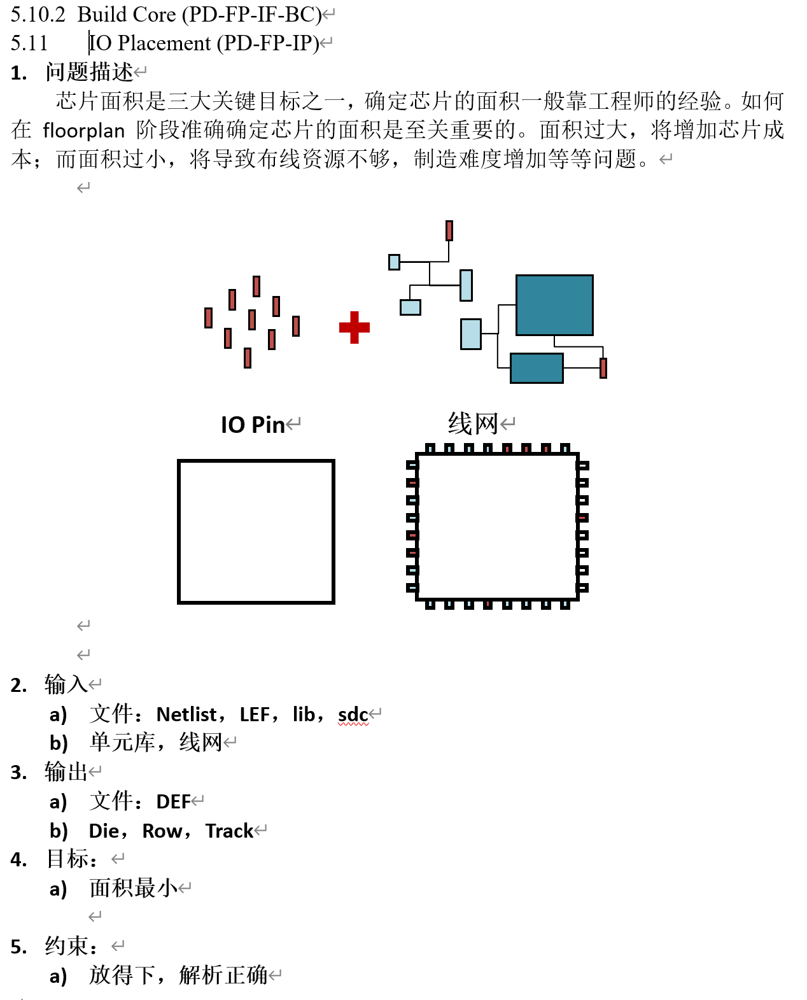 5.10.2 Build Core (PD-FP-IF-BC)
5.11 IO Placement (PD-FP-IP)
1. 问题描述
芯片面积是三大关键目标之一，确定芯片的面积一般靠工程师的经验。如何
在 floorplan 阶段准确确定芯片的面积是至关重要的。面积过大，将增加芯片成
本；而面积过小，将导致布线资源不够，制造难度增加等等问题。
IO Pin
线网
2. 输入
a) 文件：Netlist，LEF，lib，sdc
b) 单元库，线网
3. 输出
a) 文件：DEF
b) Die，Row，Track
4. 目标：
a) 面积最小
5. 约束：
a) 放得下，解析正确